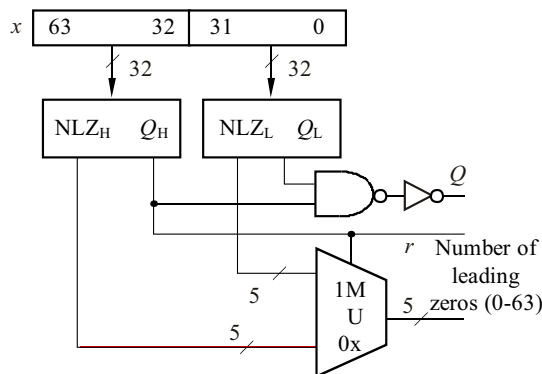 x 63 32 31 0
32 32
NLZH QH NLZL QL
Q
r Number of
leading
zeros (0-63)
5 1M
U
0x
5
5